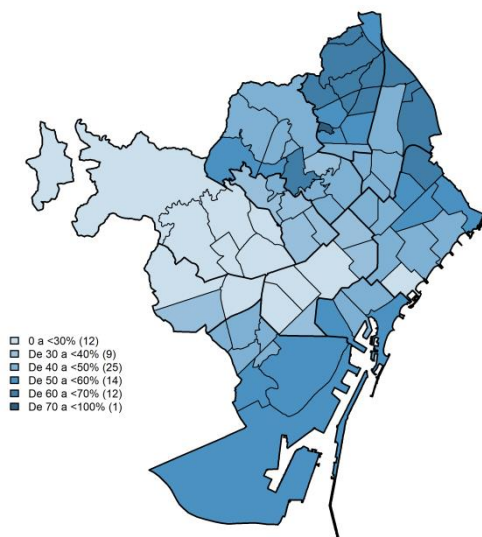 0 a <30% (12)
De 30 a <40% (9)
De 40 a <50% (25)
De 50 a <60% (14)
De 60 a <70% (12)
De 70 a <100% (1)